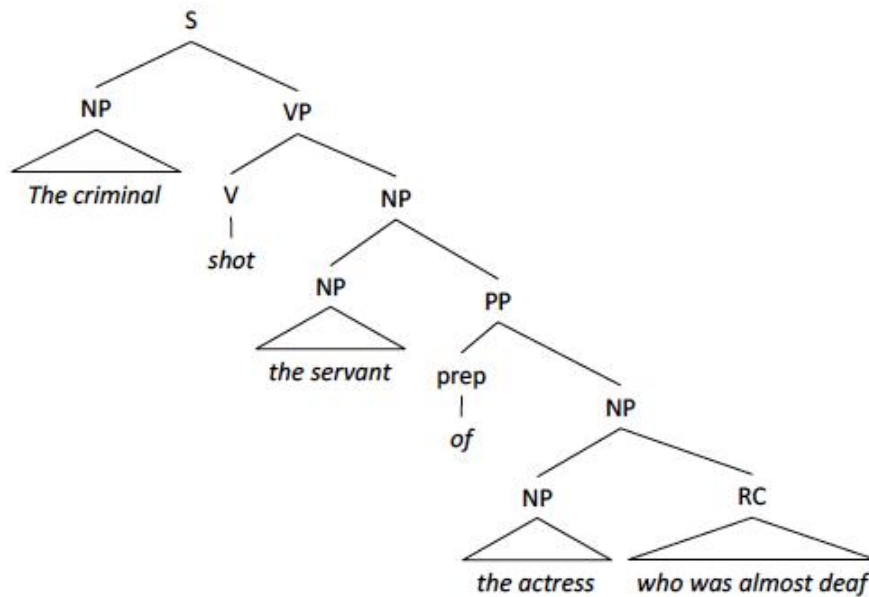 S
NP VP
The criminal V NP
shot
NP PP
the servant prep
of NP
NP RC
the actress who was almost deaf